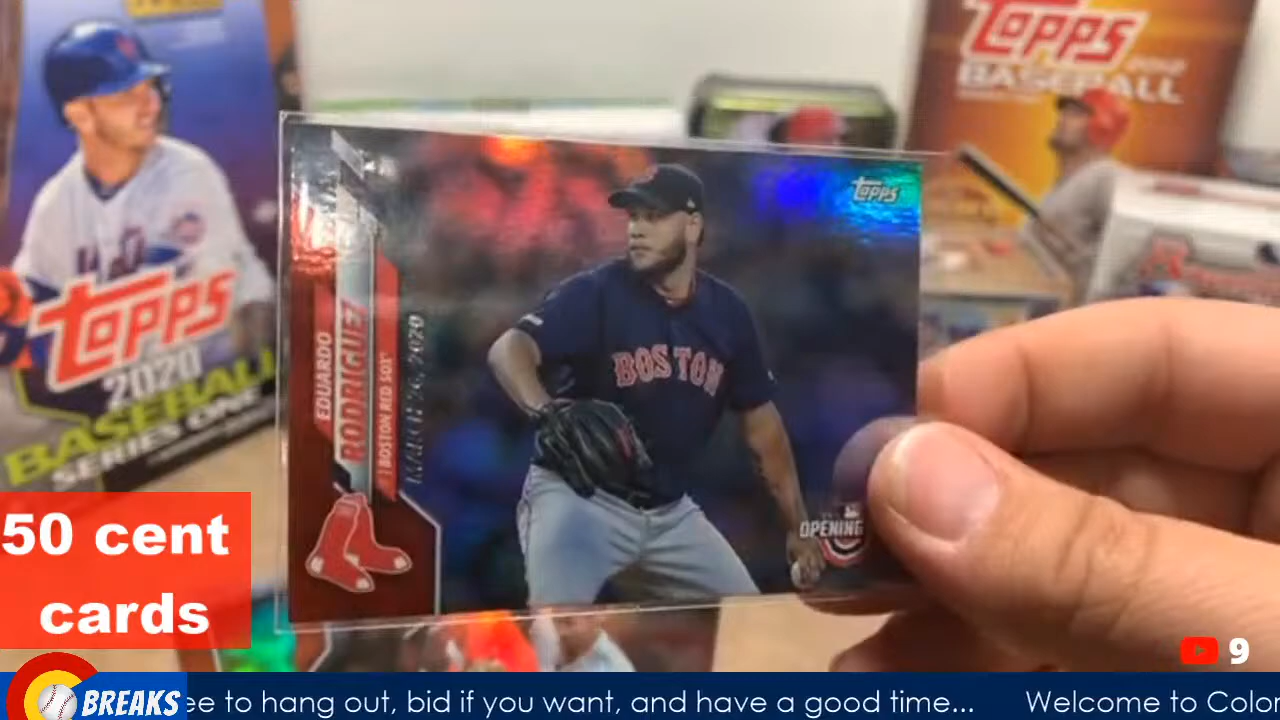 TOPPS
2020
BASEBALL
SERIES ONE
TOPPS
BASEBALL
TOPPS
EDUARDO
RODRIGUEZ
BOSTON RED SOX
MARCH 26, 2020
BOSTON
OPENING
50 cent
cards
9
BREAKS
ee to hang out, bid if you want, and have a good time... Welcome to Color